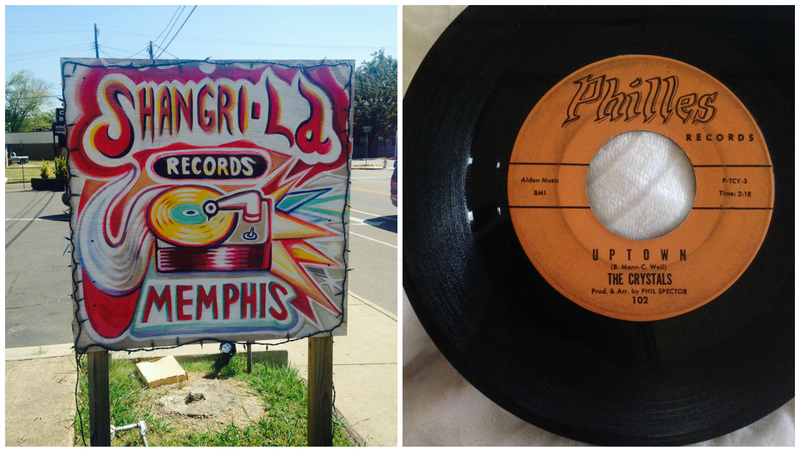 SHANGRI-La
RECORDS
MEMPHIS
Philles
RECORDS
Aldon Music
BMI
P-TCY-3
Time: 2:18
UPTOWN
(B. Mann-C. Weil)
THE CRYSTALS
Prod. & Arr. by PHIL SPECTOR
102